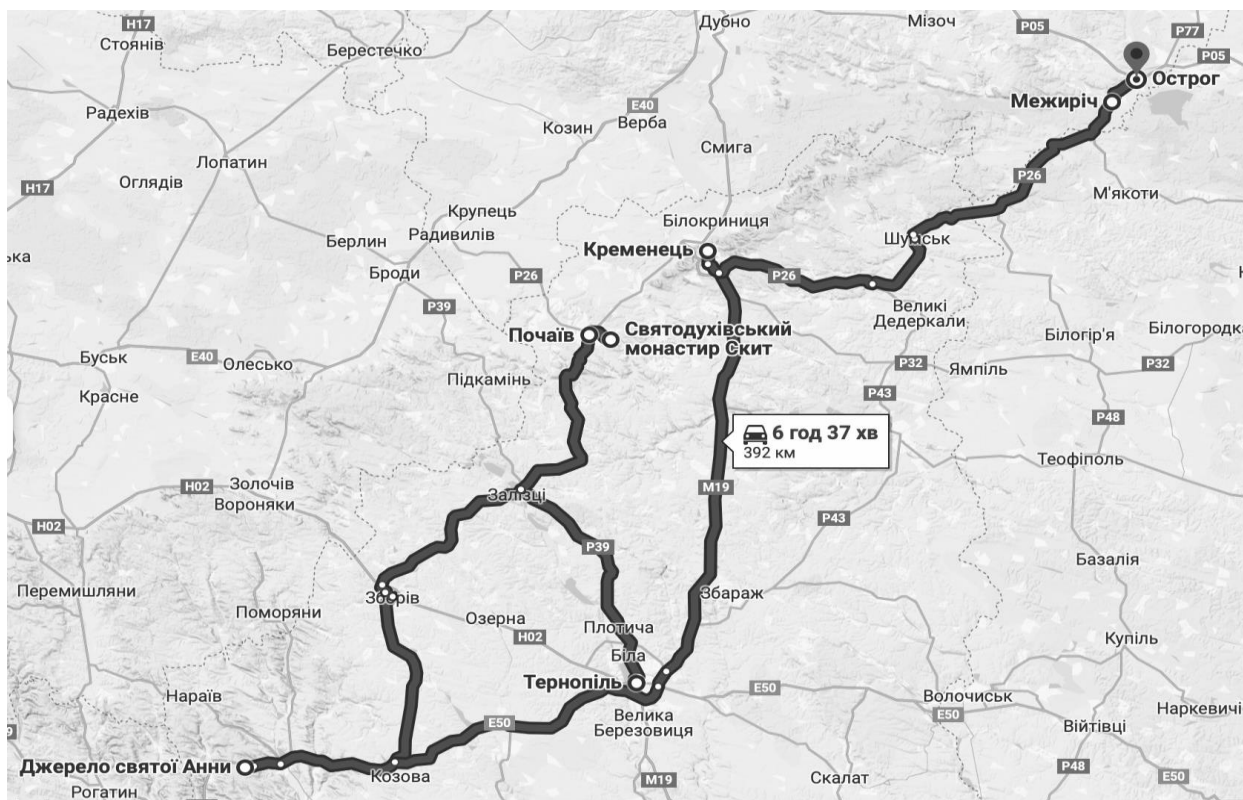 H17
Дубно
Мізоч
P05
P77
Стоянів
Берестечко
P05
Острог
Межиріч
E40
Верба
Радехів
Козин
Смига
Лопатин
P26
H17
Оглядів
М'якоти
Крупець
Білокриниця
Радивилів
Берлин
Шумськ
Кременець
ька
Броди
P26
P26
P39
Великі
Дедеркали
Почаїв
Святодухівський
монастир Скит
Білогір'я
Білогородка
Буськ
E40
Олесько
P32
Ямпіль
P32
Підкамінь
P43
Красне
P48
6 год 37 хв
392 км
Теофіполь
Золочів
H02
Вороняки
Залізці
M19
P43
H02
P39
Базалія
Перемишляни
Зборів
Збараж
Поморяни
Озерна
Плотича
H02
Купіль
Біла
Тернопіль
Нараїв
E50
Волочиськ
Велика
Березовиця
E50
E50
Війтівці
Наркевичі
Джерело святої Анни
Козова
P48
M19
Скалат
E50
Рогатин